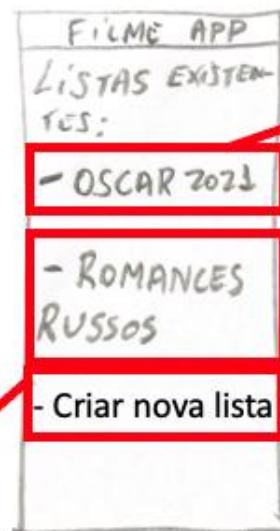 FILME APP
LISTAS EXISTEN-
TES:
- OSCAR 2021
- ROMANCES
RUSSOS
- Criar nova lista